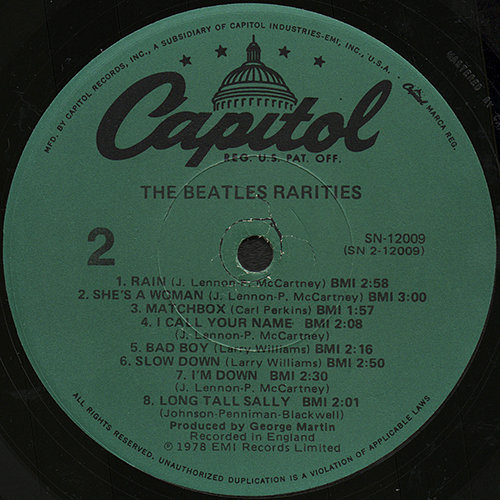 MFD. BY CAPITOL RECORDS, INC., A SUBSIDIARY OF CAPITOL INDUSTRIES-EMI, INC., U.S.A. • Capitol MARCA REG.
MASTERED BY
Capitol
REG. U.S. PAT. OFF.
THE BEATLES RARITIES
2
SN-12009
(SN 2-12009)
1. RAIN (J. Lennon-P. McCartney) BMI 2:58
2. SHE'S A WOMAN (J. Lennon-P. McCartney) BMI 3:00
3. MATCHBOX (Carl Perkins) BMI 1:57
4. I CALL YOUR NAME BMI 2:08
(J. Lennon-P. McCartney)
5. BAD BOY (Larry Williams) BMI 2:16
6. SLOW DOWN (Larry Williams) BMI 2:50
7. I'M DOWN BMI 2:30
(J. Lennon-P. McCartney)
8. LONG TALL SALLY BMI 2:01
(Johnson-Penniman-Blackwell)
Produced by George Martin
Recorded in England
℗1978 EMI Records Limited
ALL RIGHTS RESERVED. UNAUTHORIZED DUPLICATION IS A VIOLATION OF APPLICABLE LAWS